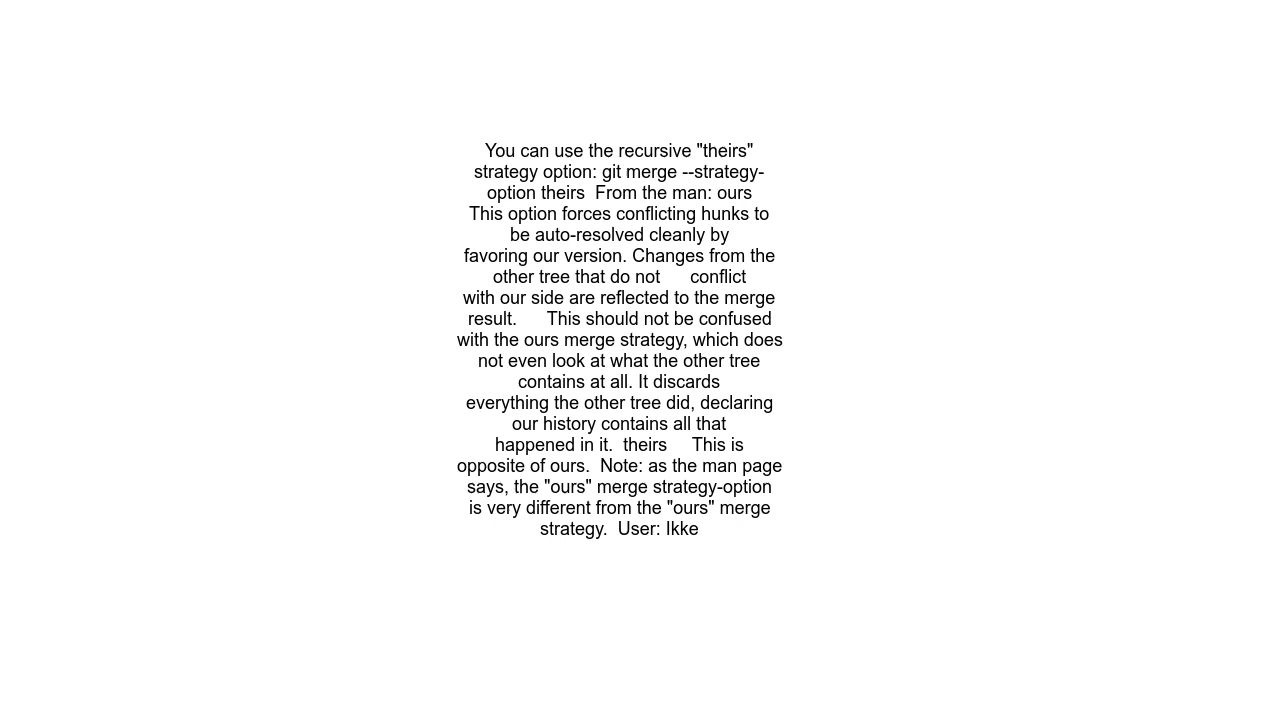 You can use the recursive "theirs"
strategy option: git merge --strategy-
option theirs  From the man: ours
This option forces conflicting hunks to
be auto-resolved cleanly by
favoring our version. Changes from the
other tree that do not      conflict
with our side are reflected to the merge
result.      This should not be confused
with the ours merge strategy, which does
not even look at what the other tree
contains at all. It discards
everything the other tree did, declaring
our history contains all that
happened in it.  theirs     This is
opposite of ours.  Note: as the man page
says, the "ours" merge strategy-option
is very different from the "ours" merge
strategy.  User: Ikke